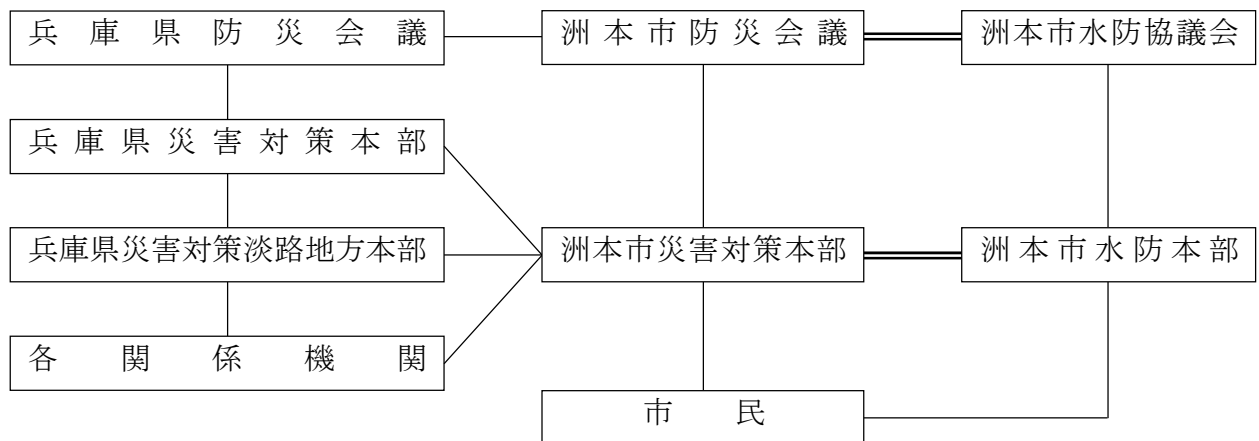 兵庫県防災会議
洲本市防災会議
洲本市水防協議会
兵庫県災害対策本部
兵庫県災害対策淡路地方本部
洲本市災害対策本部
洲本市水防本部
各関係機関
市民